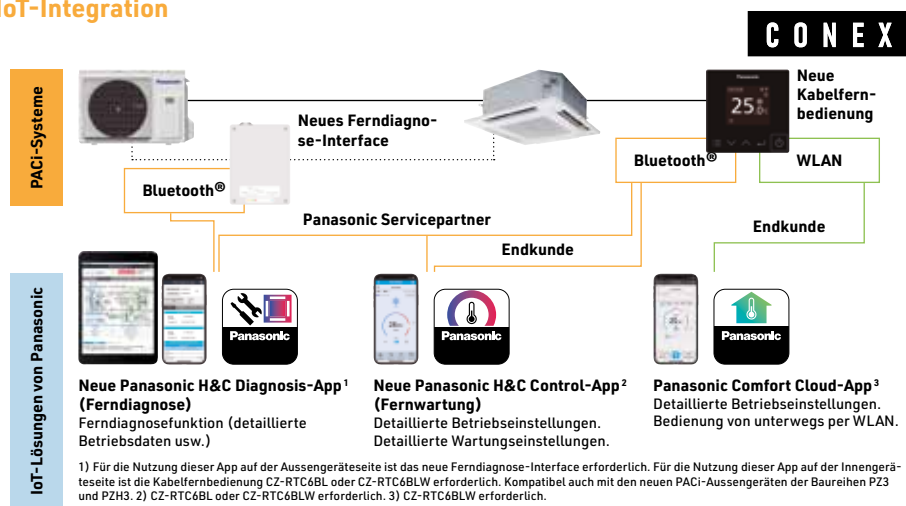 IoT-Integration
CONEX
PACi-Systeme
Panasonic
Neues Ferndiagno-
se-Interface
Panasonic
25
Neue
Kabelfern-
bedienung
Bluetooth®
Bluetooth®
WLAN
Panasonic Servicepartner
Endkunde
Endkunde
IoT-Lösungen von Panasonic
Panasonic
Panasonic
Panasonic
Neue Panasonic H&C Diagnosis-App¹
(Ferndiagnose)
Ferndiagnosefunktion (detaillierte
Betriebsdaten usw.)
Neue Panasonic H&C Control-App²
(Fernwartung)
Detaillierte Betriebseinstellungen.
Detaillierte Wartungseinstellungen.
Panasonic Comfort Cloud-App³
Detaillierte Betriebseinstellungen.
Bedienung von unterwegs per WLAN.
1) Für die Nutzung dieser App auf der Aussengeräteseite ist das neue Ferndiagnose-Interface erforderlich. Für die Nutzung dieser App auf der Innengerä-
teseite ist die Kabelfernbedienung CZ-RTC6BL oder CZ-RTC6BLW erforderlich. Kompatibel auch mit den neuen PACi-Aussengeräten der Baureihen PZ3
und PZH3. 2) CZ-RTC6BL oder CZ-RTC6BLW erforderlich. 3) CZ-RTC6BLW erforderlich.